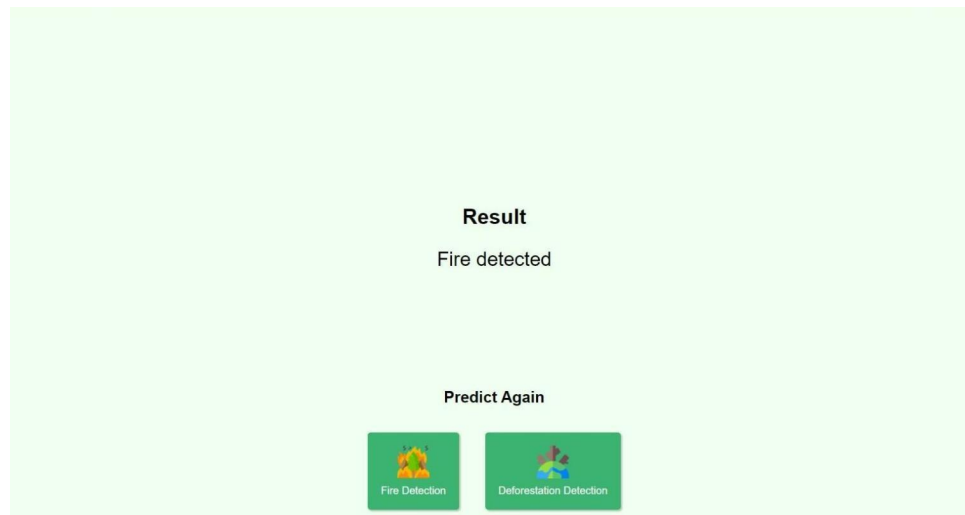 Result
Fire detected
Predict Again
Fire Detection
Deforestation Detection